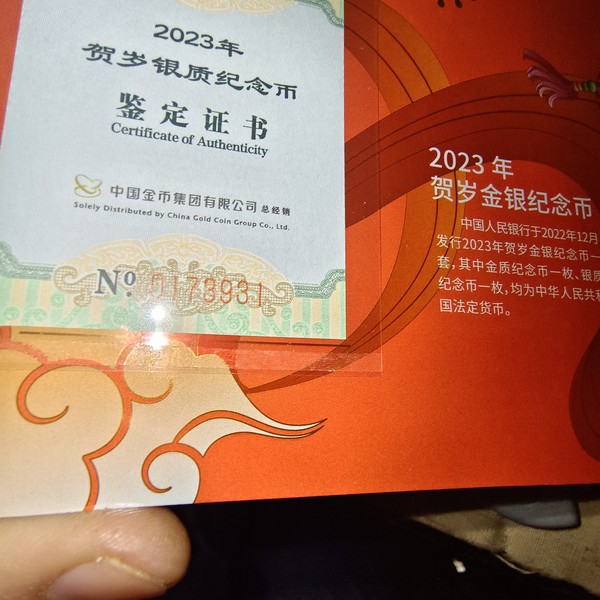 2023年
贺岁银质纪念币
鉴定证书
Certificate of Authenticity
中国金币集团有限公司 总经销
Solely Distributed by China Gold Coin Group Co., Ltd.
Nº 0173931
2023 年
贺岁金银纪念币
中国人民银行于2022年12月
发行2023年贺岁金银纪念币一
套，其中金质纪念币一枚、银质
纪念币一枚，均为中华人民共和
国法定货币。